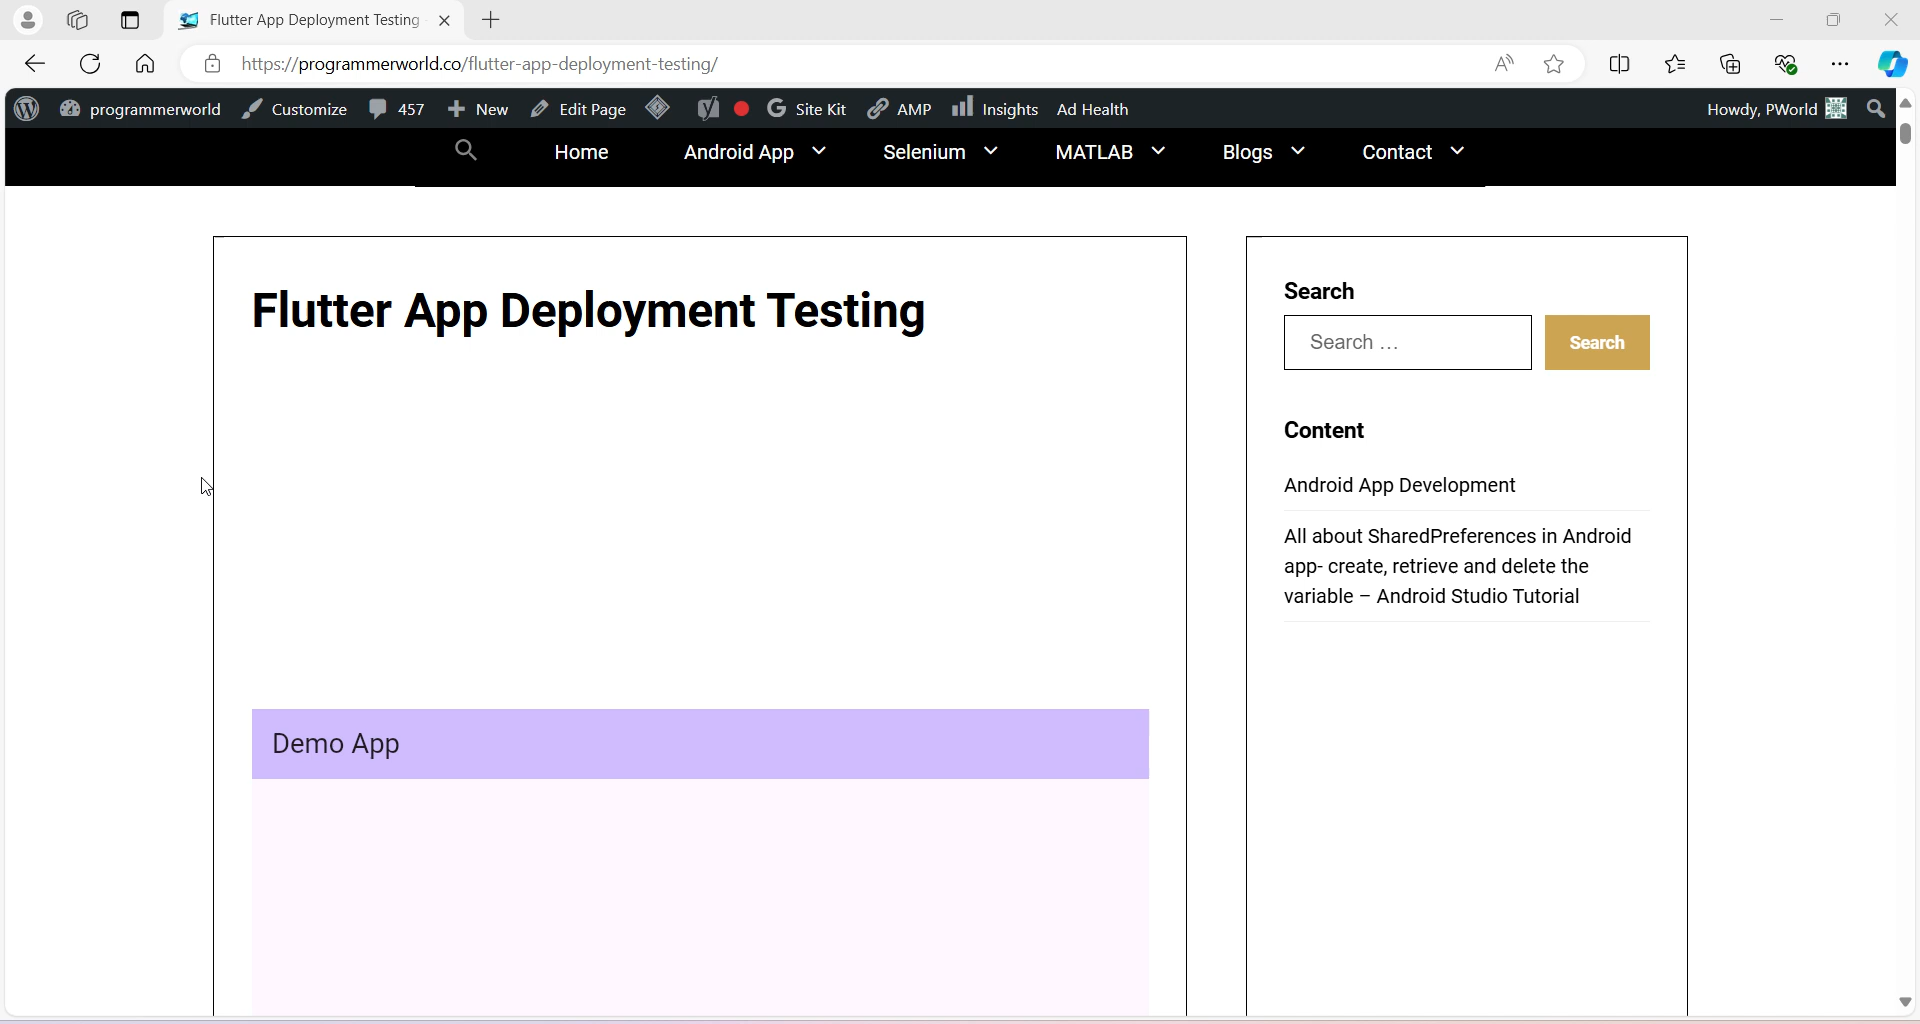 Flutter App Deployment Testing
https://programmerworld.co/flutter-app-deployment-testing/
programmerworld Customize 457 New Edit Page Site Kit AMP Insights Ad Health Howdy, PWorld
Home Android App Selenium MATLAB Blogs Contact
Flutter App Deployment Testing
Demo App
Search
Search ... Search
Content
Android App Development
All about SharedPreferences in Android
app- create, retrieve and delete the
variable – Android Studio Tutorial